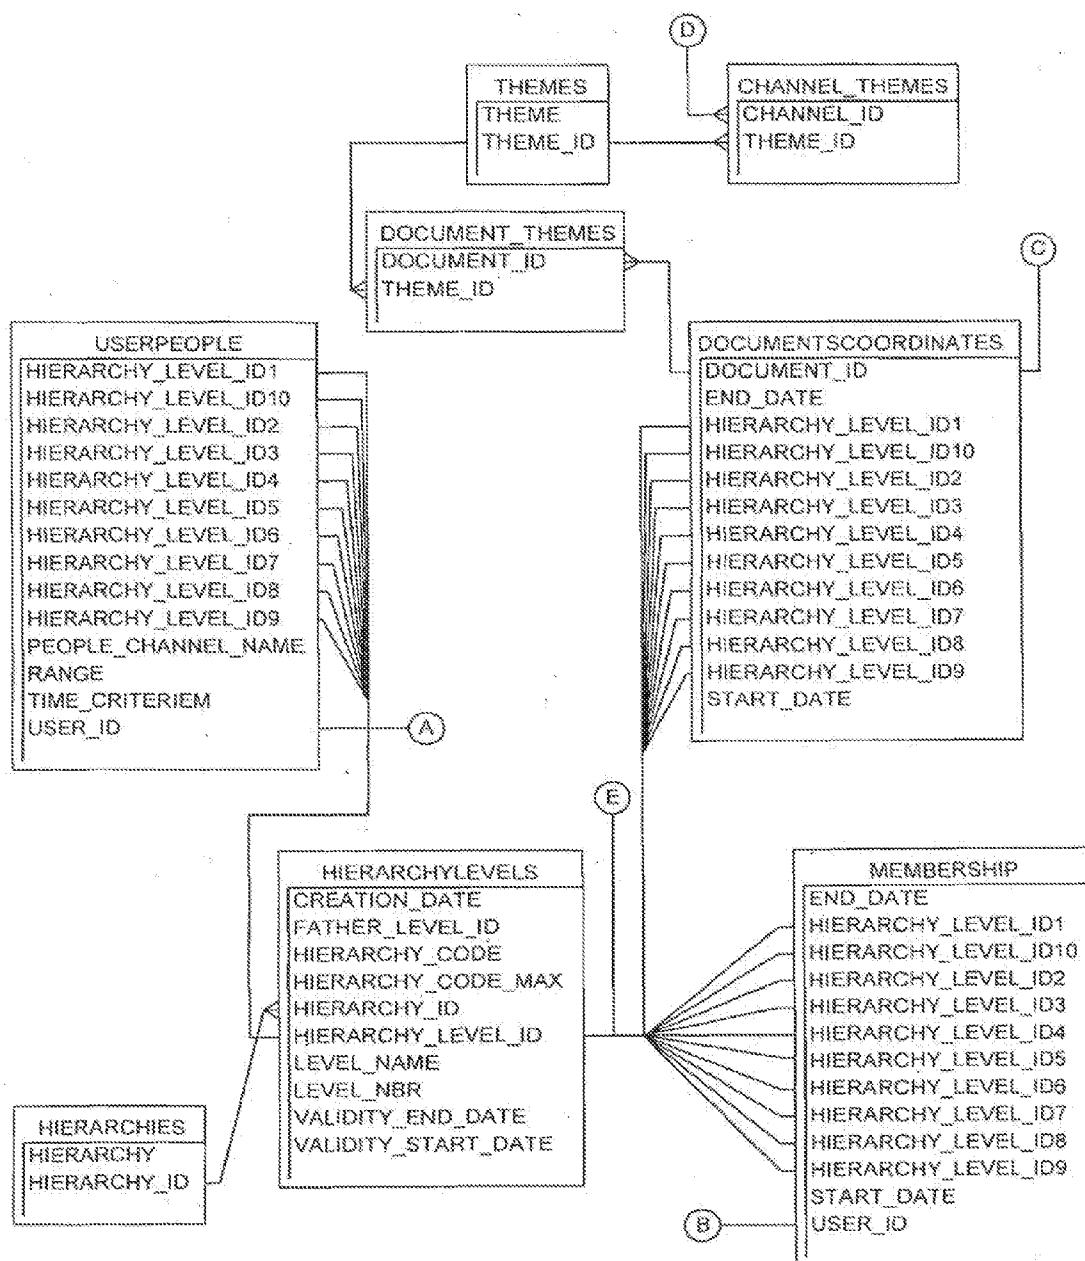 D
THEMES
THEME
THEME_ID
CHANNEL_THEMES
CHANNEL_ID
THEME_ID
DOCUMENT_THEMES
DOCUMENT_ID
THEME_ID
C
USERPEOPLE
HIERARCHY_LEVEL_ID1
HIERARCHY_LEVEL_ID10
HIERARCHY_LEVEL_ID2
HIERARCHY_LEVEL_ID3
HIERARCHY_LEVEL_ID4
HIERARCHY_LEVEL_ID5
HIERARCHY_LEVEL_ID6
HIERARCHY_LEVEL_ID7
HIERARCHY_LEVEL_ID8
HIERARCHY_LEVEL_ID9
PEOPLE_CHANNEL_NAME
RANGE
TIME_CRITERIEM
USER_ID
A
DOCUMENTSCOORDINATES
DOCUMENT_ID
END_DATE
HIERARCHY_LEVEL_ID1
HIERARCHY_LEVEL_ID10
HIERARCHY_LEVEL_ID2
HIERARCHY_LEVEL_ID3
HIERARCHY_LEVEL_ID4
HIERARCHY_LEVEL_ID5
HIERARCHY_LEVEL_ID6
HIERARCHY_LEVEL_ID7
HIERARCHY_LEVEL_ID8
HIERARCHY_LEVEL_ID9
START_DATE
E
HIERARCHYLEVELS
CREATION_DATE
FATHER_LEVEL_ID
HIERARCHY_CODE
HIERARCHY_CODE_MAX
HIERARCHY_ID
HIERARCHY_LEVEL_ID
LEVEL_NAME
LEVEL_NBR
VALIDITY_END_DATE
VALIDITY_START_DATE
MEMBERSHIP
END_DATE
HIERARCHY_LEVEL_ID1
HIERARCHY_LEVEL_ID10
HIERARCHY_LEVEL_ID2
HIERARCHY_LEVEL_ID3
HIERARCHY_LEVEL_ID4
HIERARCHY_LEVEL_ID5
HIERARCHY_LEVEL_ID6
HIERARCHY_LEVEL_ID7
HIERARCHY_LEVEL_ID8
HIERARCHY_LEVEL_ID9
START_DATE
USER_ID
B
HIERARCHIES
HIERARCHY
HIERARCHY_ID